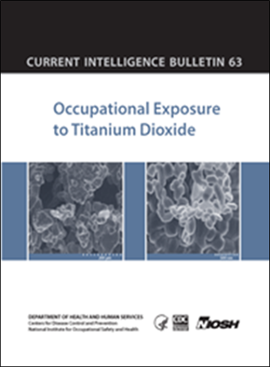 CURRENT INTELLIGENCE BULLETIN 63
Occupational Exposure
to Titanium Dioxide
DEPARTMENT OF HEALTH AND HUMAN SERVICES
Centers for Disease Control and Prevention
National Institute for Occupational Safety and Health
CDC
NIOSH